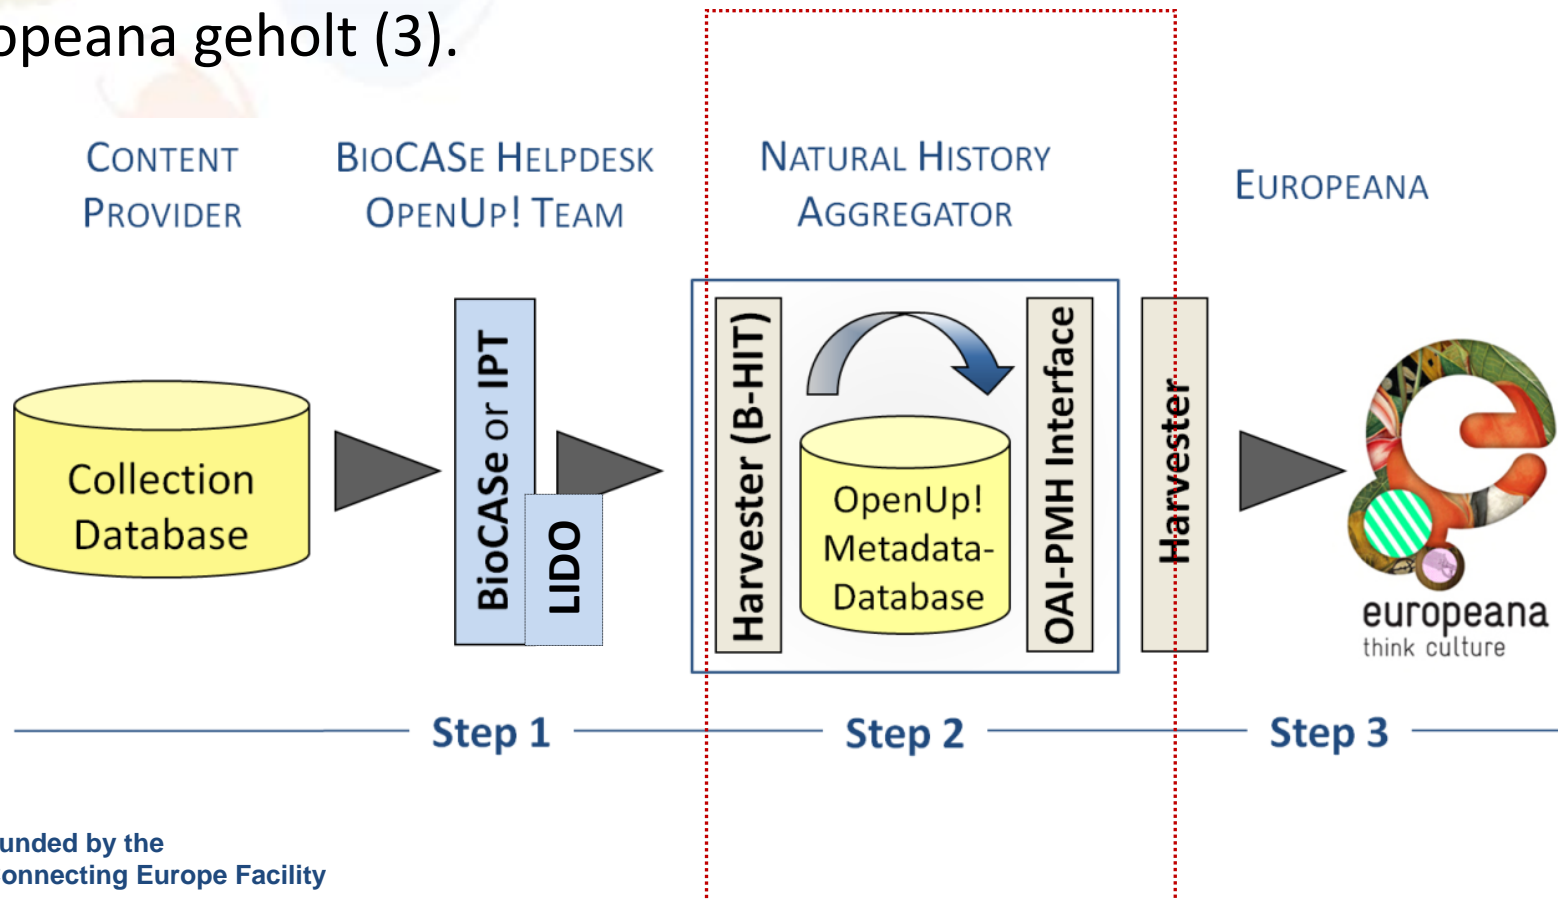 opeana geholt (3).
CONTENT
PROVIDER
BIOCASE HELPDESK
OPENUP! TEAM
NATURAL HISTORY
AGGREGATOR
EUROPEANA
Collection
Database
BioCASe or IPT
LIDO
Harvester (B-HIT)
OpenUp!
Metadata-
Database
OAI-PMH Interface
Harvester
europeana
think culture
Step 1
Step 2
Step 3
unded by the
onnecting Europe Facility